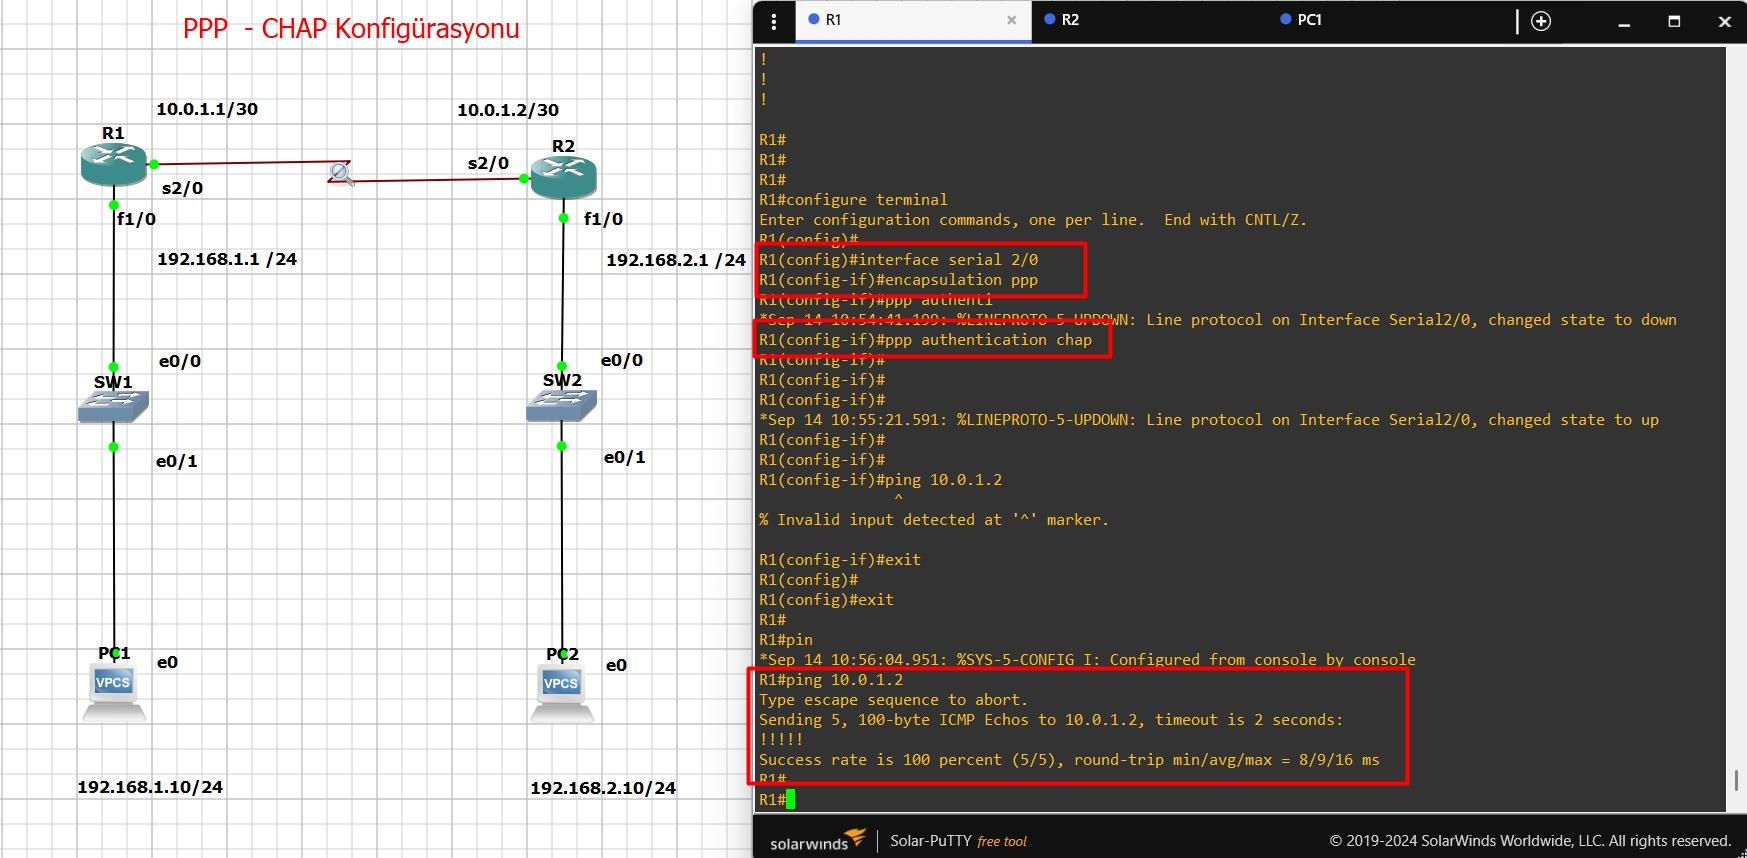 PPP - CHAP Konfigürasyonu
10.0.1.1/30
10.0.1.2/30
R1
R2
s2/0
s2/0
f1/0
f1/0
192.168.1.1 /24
192.168.2.1 /24
e0/0
e0/0
SW1
SW2
e0/1
e0/1
PC1
e0
PC2
e0
VPCS
VPCS
192.168.1.10/24
192.168.2.10/24
R1
R2
PC1
!
!
!
R1#
R1#
R1#
R1#configure terminal
Enter configuration commands, one per line.  End with CNTL/Z.
R1(config)#
R1(config)#interface serial 2/0
R1(config-if)#encapsulation ppp
R1(config-if)#ppp authenti
*Sep 14 10:54:41.199: %LINEPROTO-5-UPDOWN: Line protocol on Interface Serial2/0, changed state to down
R1(config-if)#ppp authentication chap
R1(config-if)#
R1(config-if)#
R1(config-if)#
*Sep 14 10:55:21.591: %LINEPROTO-5-UPDOWN: Line protocol on Interface Serial2/0, changed state to up
R1(config-if)#
R1(config-if)#
R1(config-if)#ping 10.0.1.2
^
% Invalid input detected at '^' marker.
R1(config-if)#exit
R1(config)#
R1(config)#exit
R1#
R1#pin
*Sep 14 10:56:04.951: %SYS-5-CONFIG_I: Configured from console by console
R1#ping 10.0.1.2
Type escape sequence to abort.
Sending 5, 100-byte ICMP Echos to 10.0.1.2, timeout is 2 seconds:
!!!!!
Success rate is 100 percent (5/5), round-trip min/avg/max = 8/9/16 ms
R1#
R1#
solarwinds
Solar-PuTTY free tool
© 2019-2024 SolarWinds Worldwide, LLC. All rights reserved.